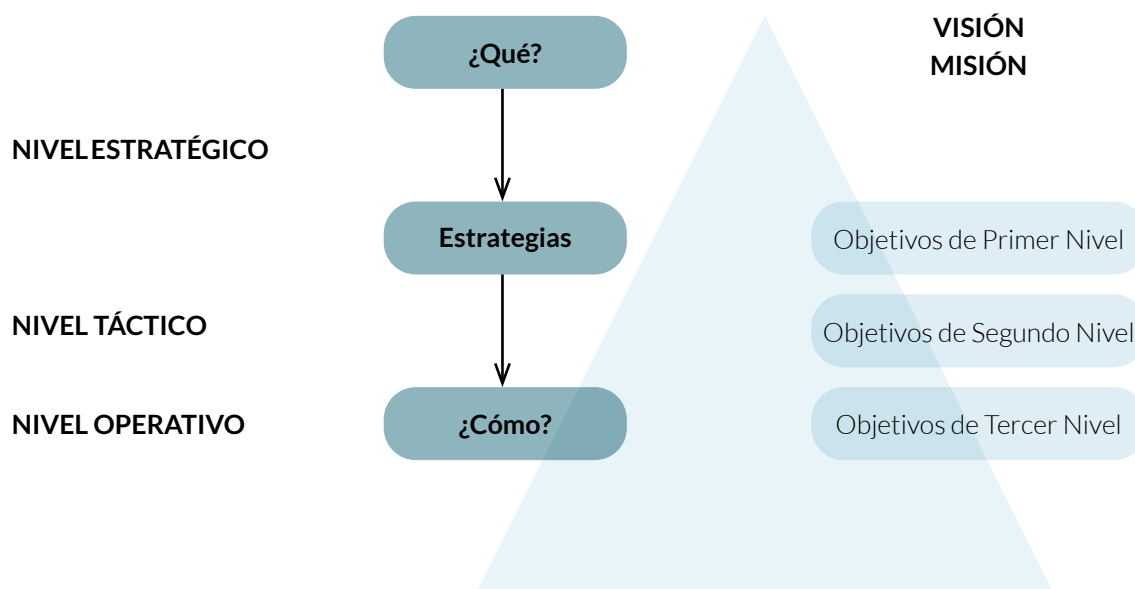 ¿Qué?
VISIÓN
MISIÓN
NIVEL ESTRATÉGICO
Estrategias
Objetivos de Primer Nivel
NIVEL TÁCTICO
Objetivos de Segundo Nivel
NIVEL OPERATIVO
¿Cómo?
Objetivos de Tercer Nivel